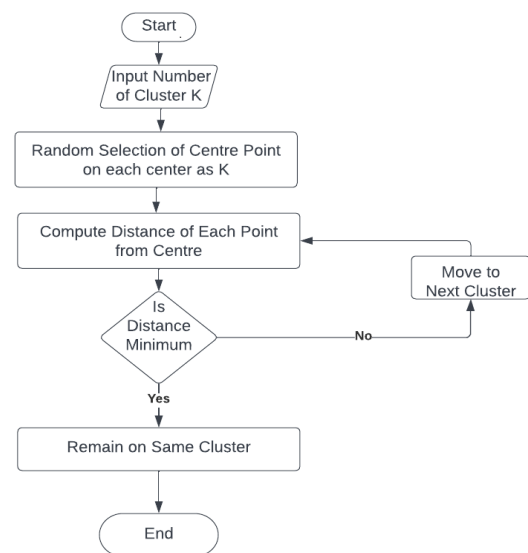 Start
Input Number
of Cluster K
Random Selection of Centre Point
on each center as K
Compute Distance of Each Point
from Centre
Move to
Next Cluster
Is
Distance
Minimum
No
Yes
Remain on Same Cluster
End